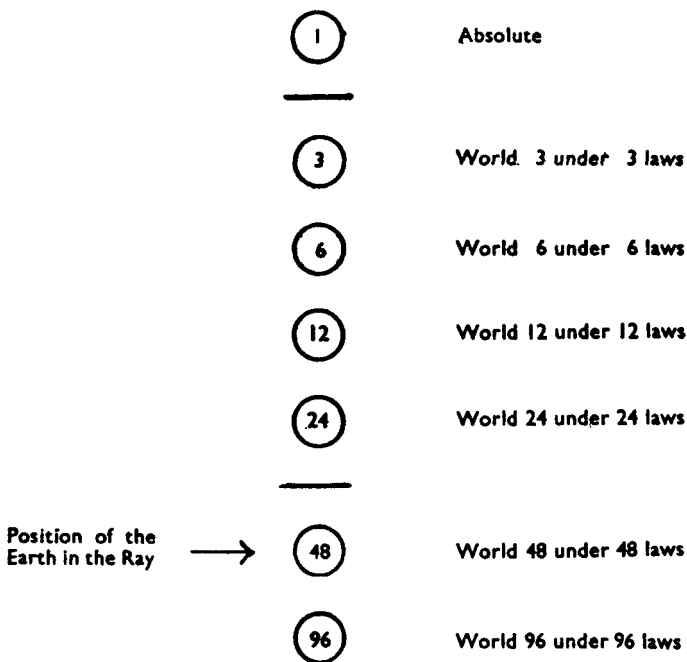 1 Absolute
3 World 3 under 3 laws
6 World 6 under 6 laws
12 World 12 under 12 laws
24 World 24 under 24 laws
Position of the
Earth in the Ray 48 World 48 under 48 laws
96 World 96 under 96 laws